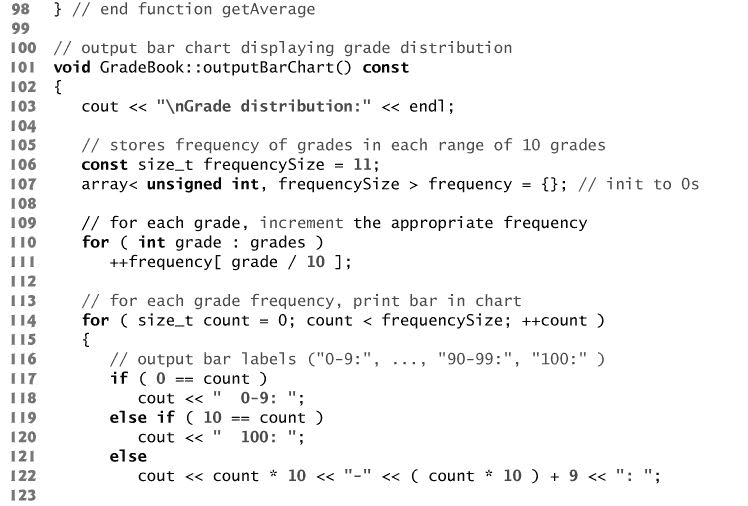 98 } // end function getAverage
99
100 // output bar chart displaying grade distribution
101 void GradeBook::outputBarChart() const
102 {
103    cout << "\nGrade distribution:" << endl;
104
105    // stores frequency of grades in each range of 10 grades
106    const size_t frequencySize = 11;
107    array< unsigned int, frequencySize > frequency = {}; // init to 0s
108
109    // for each grade, increment the appropriate frequency
110    for ( int grade : grades )
111       ++frequency[ grade / 10 ];
112
113    // for each grade frequency, print bar in chart
114    for ( size_t count = 0; count < frequencySize; ++count )
115    {
116       // output bar labels ("0-9:", ..., "90-99:", "100:" )
117       if ( 0 == count )
118          cout << "  0-9: ";
119       else if ( 10 == count )
120          cout << "  100: ";
121       else
122          cout << count * 10 << "-" << ( count * 10 ) + 9 << ": ";
123